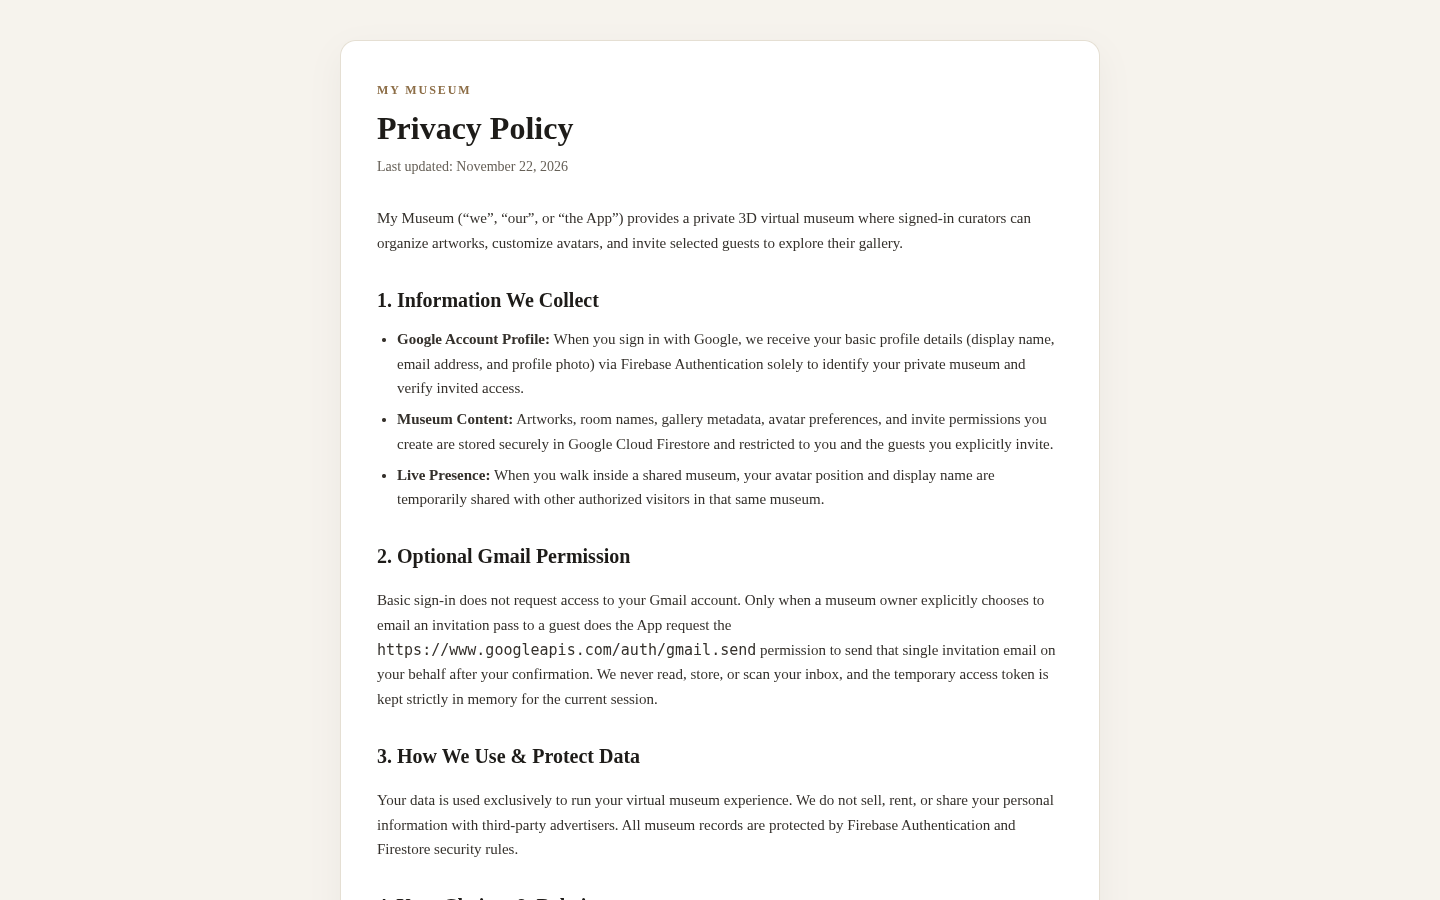 MY MUSEUM
Privacy Policy
Last updated: November 22, 2026
My Museum (“we”, “our”, or “the App”) provides a private 3D virtual museum where signed-in curators can
organize artworks, customize avatars, and invite selected guests to explore their gallery.
1. Information We Collect
• Google Account Profile: When you sign in with Google, we receive your basic profile details (display name,
email address, and profile photo) via Firebase Authentication solely to identify your private museum and
verify invited access.
• Museum Content: Artworks, room names, gallery metadata, avatar preferences, and invite permissions you
create are stored securely in Google Cloud Firestore and restricted to you and the guests you explicitly invite.
• Live Presence: When you walk inside a shared museum, your avatar position and display name are
temporarily shared with other authorized visitors in that same museum.
2. Optional Gmail Permission
Basic sign-in does not request access to your Gmail account. Only when a museum owner explicitly chooses to
email an invitation pass to a guest does the App request the
https://www.googleapis.com/auth/gmail.send permission to send that single invitation email on
your behalf after your confirmation. We never read, store, or scan your inbox, and the temporary access token is
kept strictly in memory for the current session.
3. How We Use & Protect Data
Your data is used exclusively to run your virtual museum experience. We do not sell, rent, or share your personal
information with third-party advertisers. All museum records are protected by Firebase Authentication and
Firestore security rules.